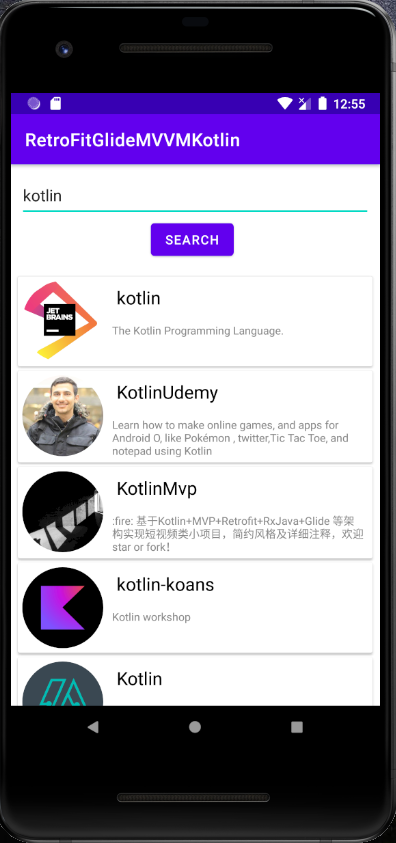 12:55
RetroFitGlideMVVMKotlin
kotlin
SEARCH
JET
BRAINS
kotlin
The Kotlin Programming Language.
KotlinUdemy
Learn how to make online games, and apps for
Android O, like Pokémon , twitter,Tic Tac Toe, and
notepad using Kotlin
KotlinMvp
:fire: 基于Kotlin+MVP+Retrofit+RxJava+Glide 等架
构实现短视频类小项目，简约风格及详细注释，欢迎
star or fork！
kotlin-koans
Kotlin workshop
Kotlin